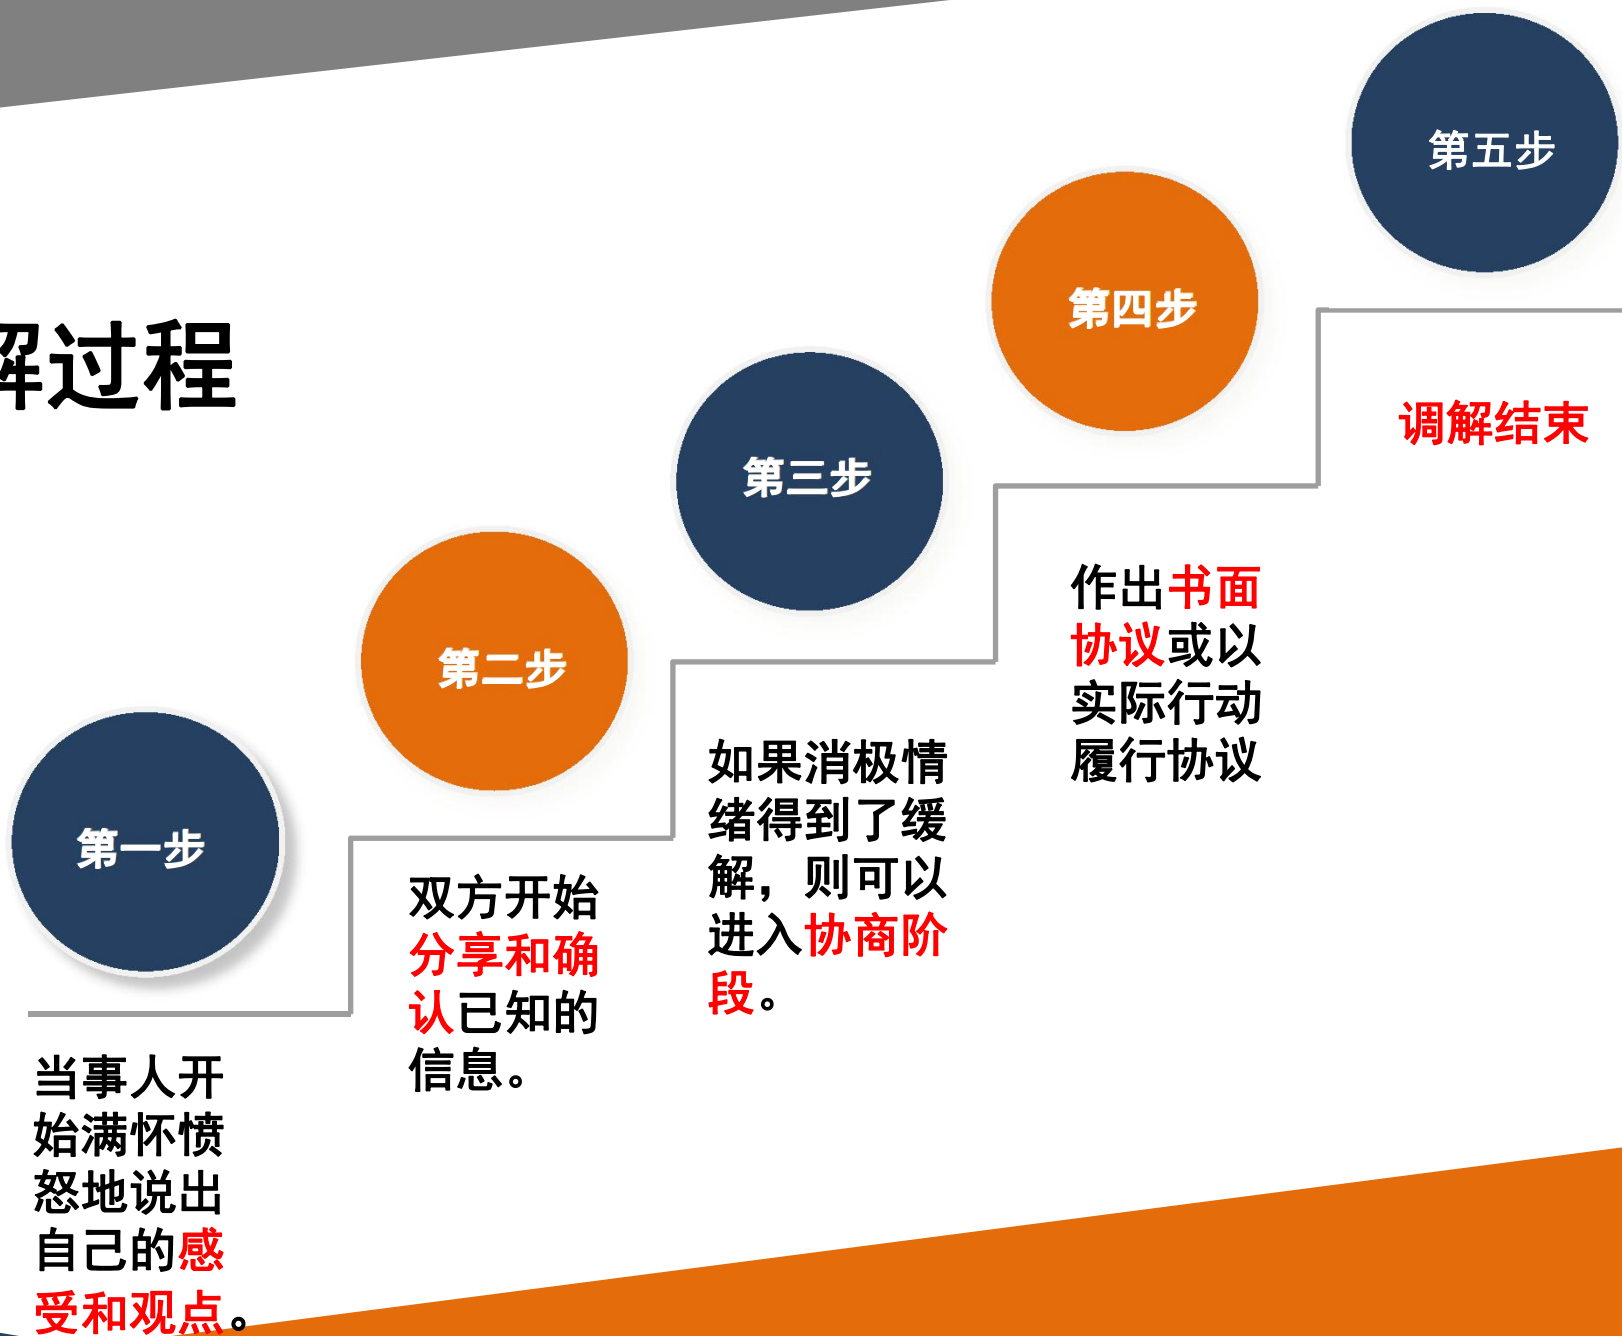 解过程
第一步
当事人开
始满怀愤
怒地说出
自己的感
受和观点。
第二步
双方开始
分享和确
认已知的
信息。
第三步
如果消极情
绪得到了缓
解，则可以
进入协商阶
段。
第四步
作出书面
协议或以
实际行动
履行协议
第五步
调解结束